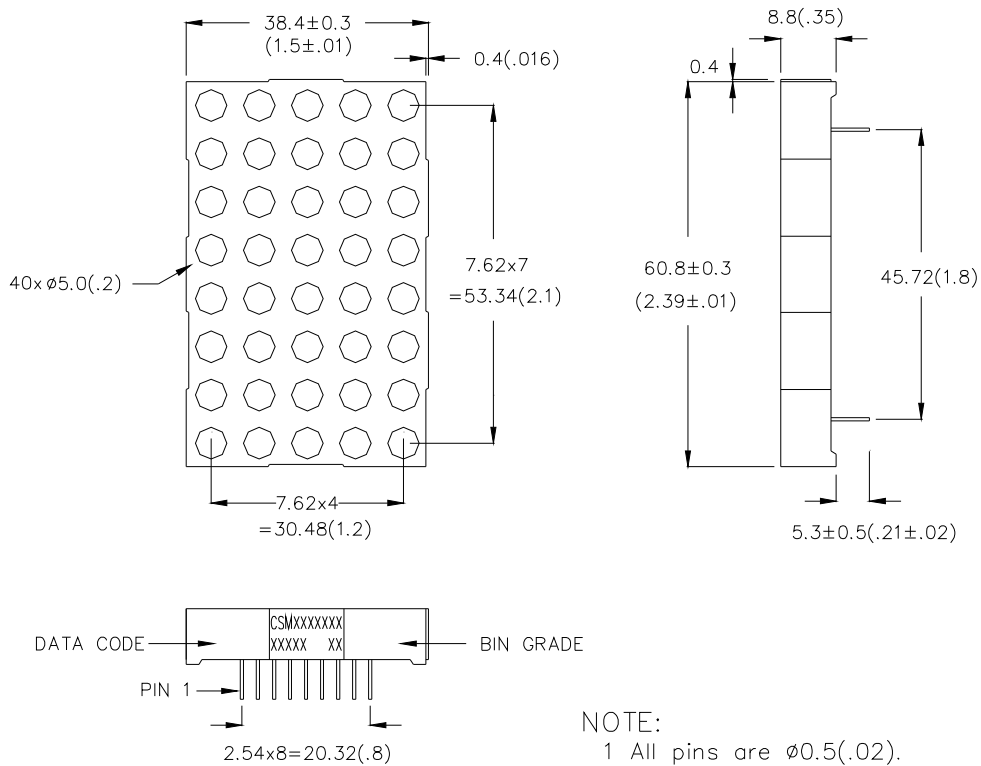 38.4±0.3
(1.5±.01)
0.4(.016)
8.8(.35)
0.4
40xø5.0(.2)
7.62x7
=53.34(2.1)
60.8±0.3
(2.39±.01)
45.72(1.8)
7.62x4
=30.48(1.2)
5.3±0.5(.21±.02)
CSMXXXXXXX
XXXXX XX
DATA CODE
BIN GRADE
PIN 1
2.54x8=20.32(.8)
NOTE:
1 All pins are ø0.5(.02).